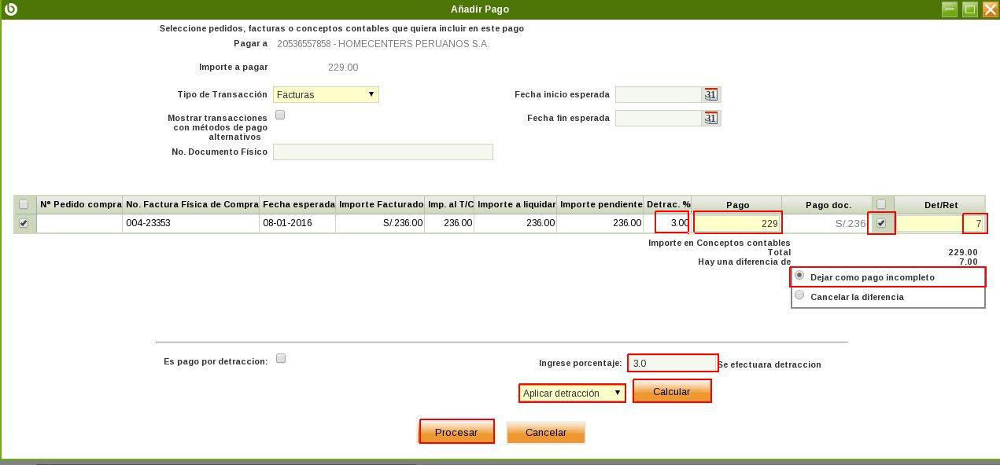 Añadir Pago
Seleccione pedidos, facturas o conceptos contables que quiera incluir en este pago
Pagar a 20536557858 - HOMECENTERS PERUANOS S.A.
Importe a pagar 229.00
Tipo de Transacción Facturas Fecha inicio esperada 31
Mostrar transacciones
con métodos de pago
alternativos
Fecha fin esperada 31
No. Documento Físico
Nº Pedido compra No. Factura Física de Compra Fecha esperada Importe Facturado Imp. al T/C Importe a liquidar Importe pendiente Detrac. % Pago Pago doc. Det/Ret
004-23353 08-01-2016 S/.236.00 236.00 236.00 236.00 3.00 229 S/.236 7
Importe en Conceptos contables
Total 229.00
Hay una diferencia de 7.00
Dejar como pago incompleto
Cancelar la diferencia
Es pago por detraccion: Ingrese porcentaje: 3.0 Se efectuara detraccion
Aplicar detracción Calcular
Procesar Cancelar